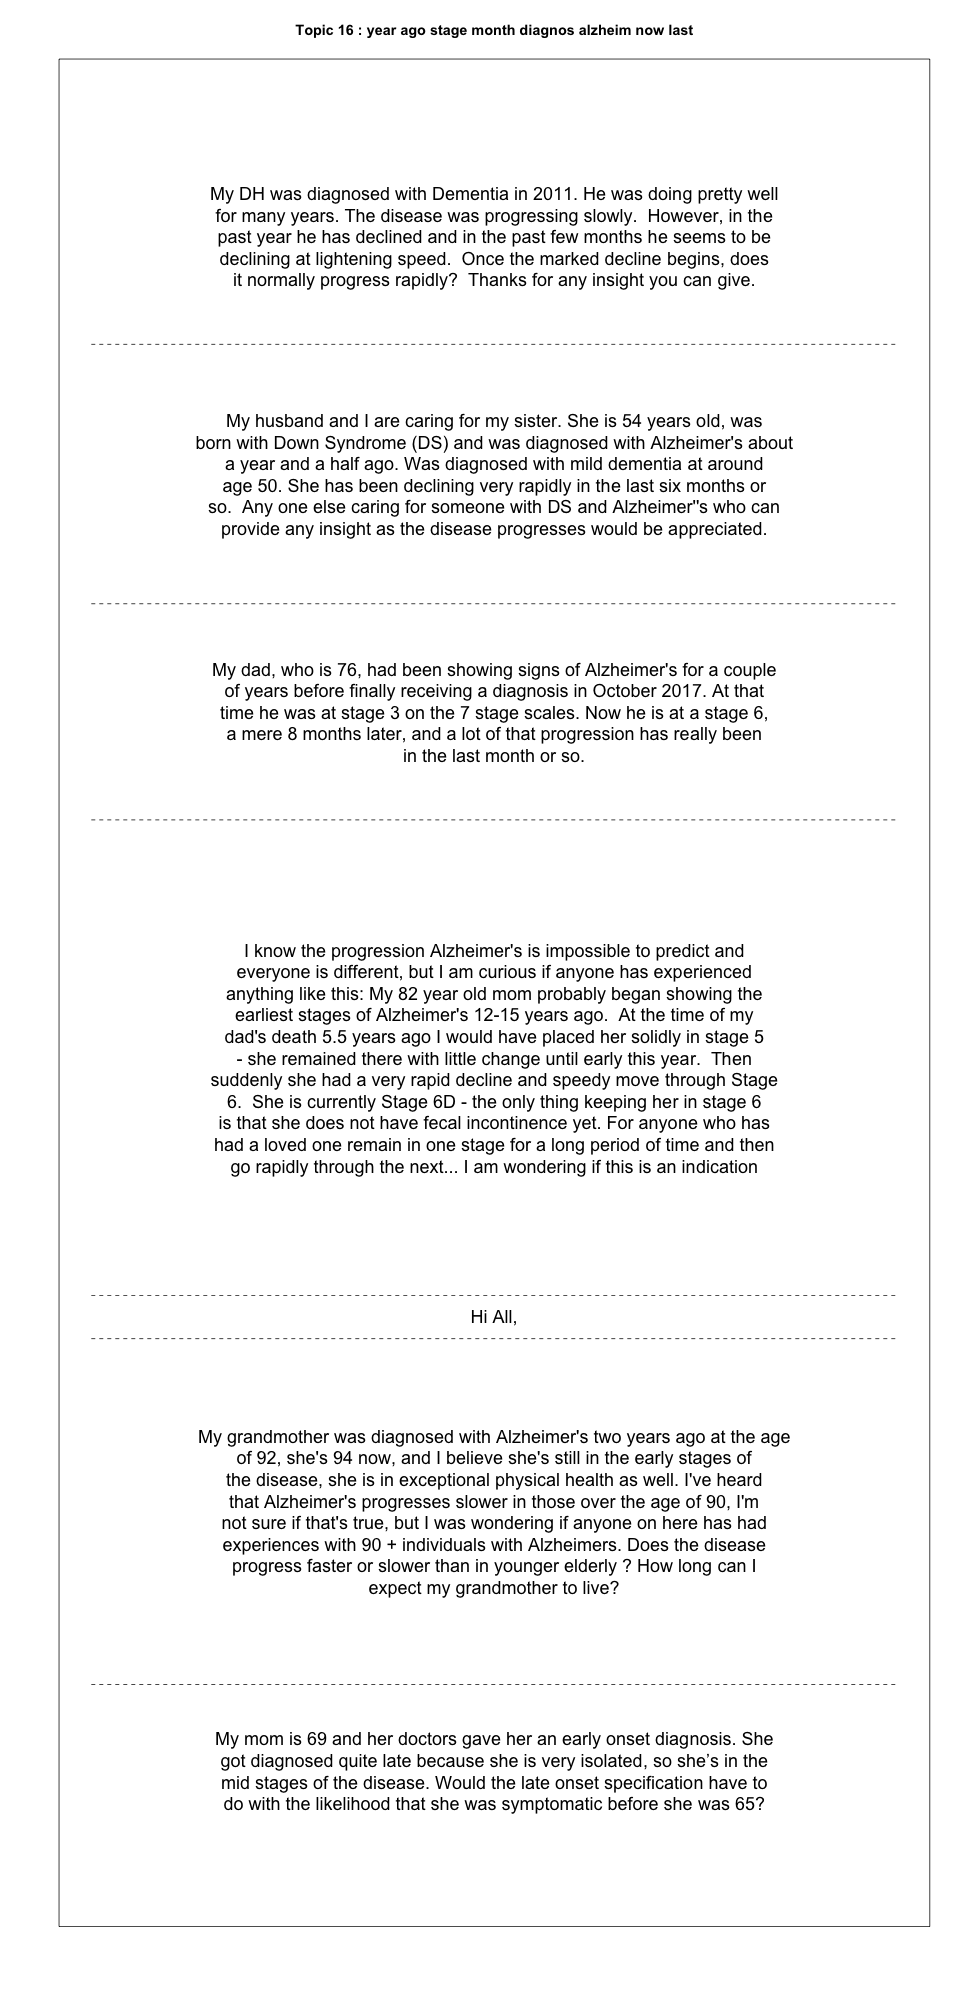 Topic 16 : year ago stage month diagnos alzheim now last
My DH was diagnosed with Dementia in 2011. He was doing pretty well
for many years. The disease was progressing slowly.  However, in the
past year he has declined and in the past few months he seems to be
declining at lightening speed.  Once the marked decline begins, does
it normally progress rapidly?  Thanks for any insight you can give.
My husband and I are caring for my sister. She is 54 years old, was
born with Down Syndrome (DS) and was diagnosed with Alzheimer's about
a year and a half ago. Was diagnosed with mild dementia at around
age 50. She has been declining very rapidly in the last six months or
so.  Any one else caring for someone with DS and Alzheimer"s who can
provide any insight as the disease progresses would be appreciated.
My dad, who is 76, had been showing signs of Alzheimer's for a couple
of years before finally receiving a diagnosis in October 2017. At that
time he was at stage 3 on the 7 stage scales. Now he is at a stage 6,
a mere 8 months later, and a lot of that progression has really been
in the last month or so.
I know the progression Alzheimer's is impossible to predict and
everyone is different, but I am curious if anyone has experienced
anything like this: My 82 year old mom probably began showing the
earliest stages of Alzheimer's 12-15 years ago.  At the time of my
dad's death 5.5 years ago I would have placed her solidly in stage 5
- she remained there with little change until early this year.  Then
suddenly she had a very rapid decline and speedy move through Stage
6.  She is currently Stage 6D - the only thing keeping her in stage 6
is that she does not have fecal incontinence yet. For anyone who has
had a loved one remain in one stage for a long period of time and then
go rapidly through the next... I am wondering if this is an indication
Hi All,
My grandmother was diagnosed with Alzheimer's two years ago at the age
of 92, she's 94 now, and I believe she's still in the early stages of
the disease, she is in exceptional physical health as well. I've heard
that Alzheimer's progresses slower in those over the age of 90, I'm
not sure if that's true, but I was wondering if anyone on here has had
experiences with 90 + individuals with Alzheimers. Does the disease
progress faster or slower than in younger elderly ? How long can I
expect my grandmother to live?
My mom is 69 and her doctors gave her an early onset diagnosis. She
got diagnosed quite late because she is very isolated, so she’s in the
mid stages of the disease. Would the late onset specification have to
do with the likelihood that she was symptomatic before she was 65?